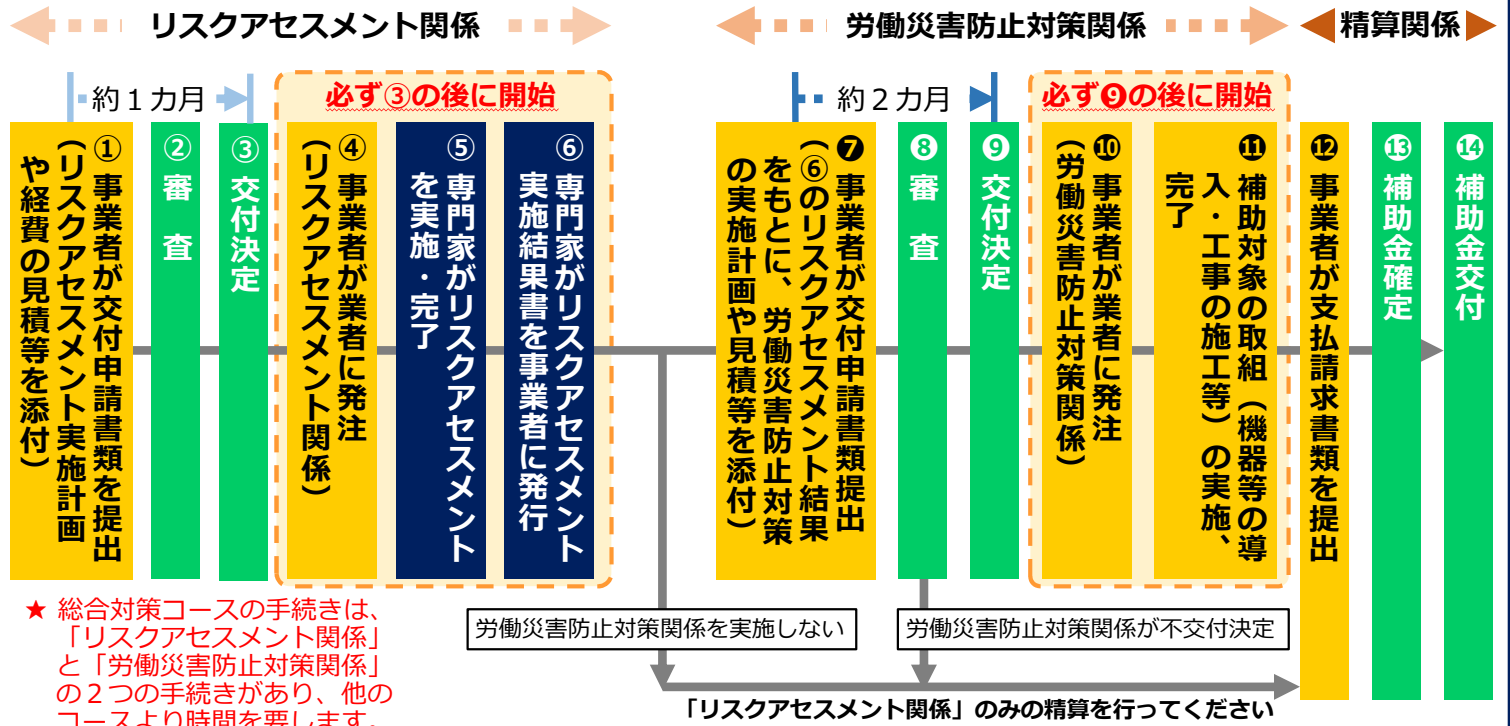 リスクアセスメント関係
労働災害防止対策関係
精算関係
約１カ月
必ず③の後に開始
約２カ月
必ず❾の後に開始
① 事業者が交付申請書類を提出
（リスクアセスメント実施計画
や経費の見積等を添付）
② 審　査
③ 交付決定
④ 事業者が業者に発注
（リスクアセスメント関係）
⑤ 専門家がリスクアセスメント
を実施・完了
⑥ 専門家がリスクアセスメント
実施結果書を事業者に発行
❼ 事業者が交付申請書類提出
（⑥のリスクアセスメント結果
をもとに、労働災害防止対策
の実施計画や見積等を添付）
❽ 審　査
❾ 交付決定
❿ 事業者が業者に発注
（労働災害防止対策関係）
⓫ 補助対象の取組（機器等の導
入・工事の施工等）の実施、
完了
⓬ 事業者が支払請求書類を提出
⓭ 補助金確定
⓮ 補助金交付
★ 総合対策コースの手続きは、
「リスクアセスメント関係」
と「労働災害防止対策関係」
の２つの手続きがあり、他の
コースより時間を要します。
労働災害防止対策関係を実施しない
労働災害防止対策関係が不交付決定
「リスクアセスメント関係」のみの精算を行ってください